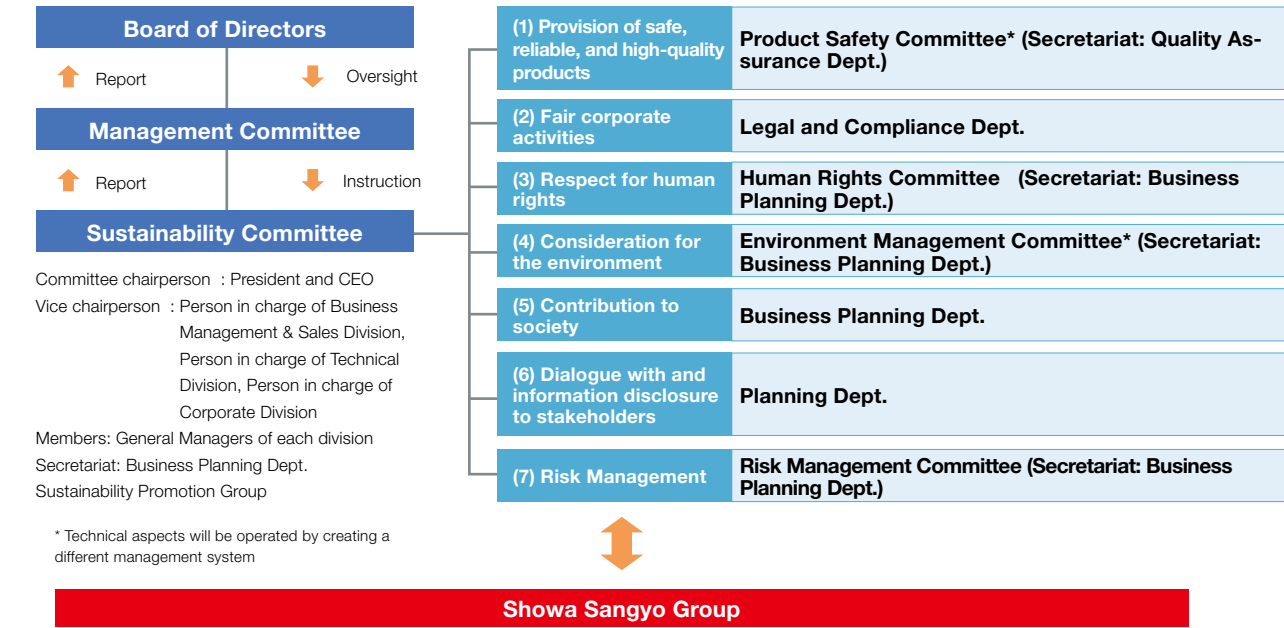 Board of Directors
Report
Oversight
Management Committee
Report
Instruction
Sustainability Committee
Committee chairperson : President and CEO
Vice chairperson : Person in charge of Business
Management & Sales Division,
Person in charge of Technical
Division, Person in charge of
Corporate Division
Members: General Managers of each division
Secretariat: Business Planning Dept.
Sustainability Promotion Group
* Technical aspects will be operated by creating a
different management system
(1) Provision of safe,
reliable, and high-quality
products
Product Safety Committee* (Secretariat: Quality As-
surance Dept.)
(2) Fair corporate
activities
Legal and Compliance Dept.
(3) Respect for human
rights
Human Rights Committee (Secretariat: Business
Planning Dept.)
(4) Consideration for
the environment
Environment Management Committee* (Secretariat:
Business Planning Dept.)
(5) Contribution to
society
Business Planning Dept.
(6) Dialogue with and
information disclosure
to stakeholders
Planning Dept.
(7) Risk Management
Risk Management Committee (Secretariat: Business
Planning Dept.)
Showa Sangyo Group